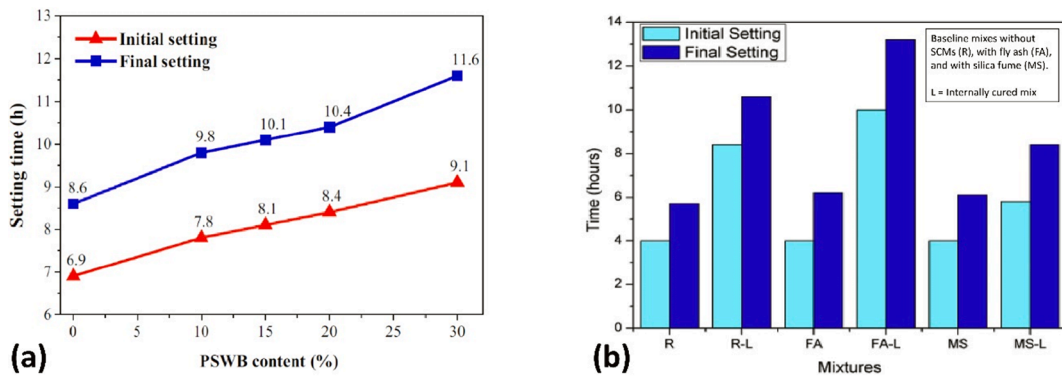 13
12
11
10
9
8
7
6
Setting time (h)
Initial setting
Final setting
8.6
9.8
10.1
10.4
11.6
6.9
7.8
8.1
8.4
9.1
0 5 10 15 20 25 30
PSWB content (%)
(a)
14
12
10
8
6
4
2
0
Time (hours)
Initial Setting
Final Setting
Baseline mixes without
SCMs (R), with fly ash (FA),
and with silica fume (MS).
L = Internally cured mix
R R-L FA FA-L MS MS-L
Mixtures
(b)